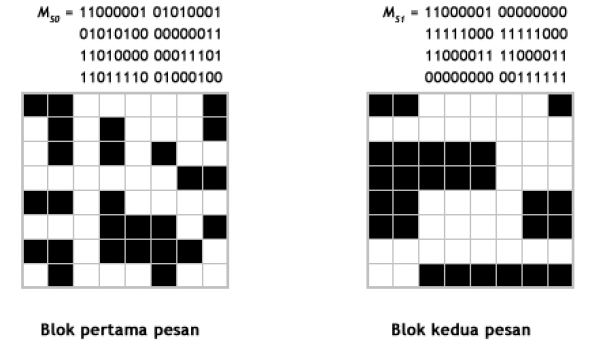 M50 = 11000001 01010001
01010100 00000011
11010000 00011101
11011110 01000100
Blok pertama pesan
M51 = 11000001 00000000
11111000 11111000
11000011 11000011
00000000 00111111
Blok kedua pesan